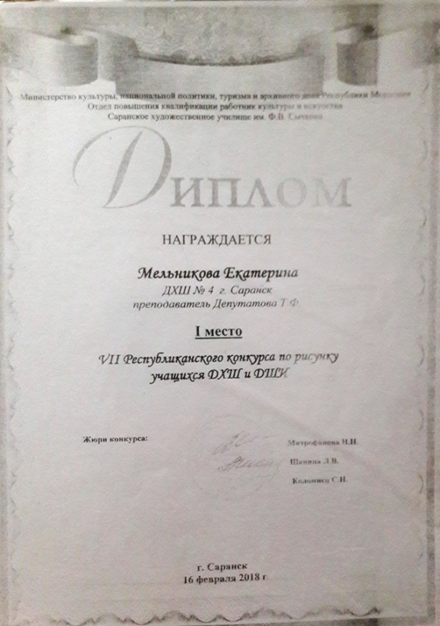 Министерство культуры, национальной политики, туризма и архивного дела Республики Мордовия
Отдел повышения квалификации работник культуры и искусства
Саранское художественное училище им. Ф.В. Сычкова
Диплом
НАГРАЖДАЕТСЯ
Мельникова Екатерина
ДХШ № 4 г. Саранск
преподаватель Депутатова Т.Ф.
I место
VII Республиканского конкурса по рисунку
учащихся ДХШ и ДШИ
Жюри конкурса:
Митрофанова Н.Н.
Шанина Л.В.
Коломиец С.Н.
г. Саранск
16 февраля 2018 г.